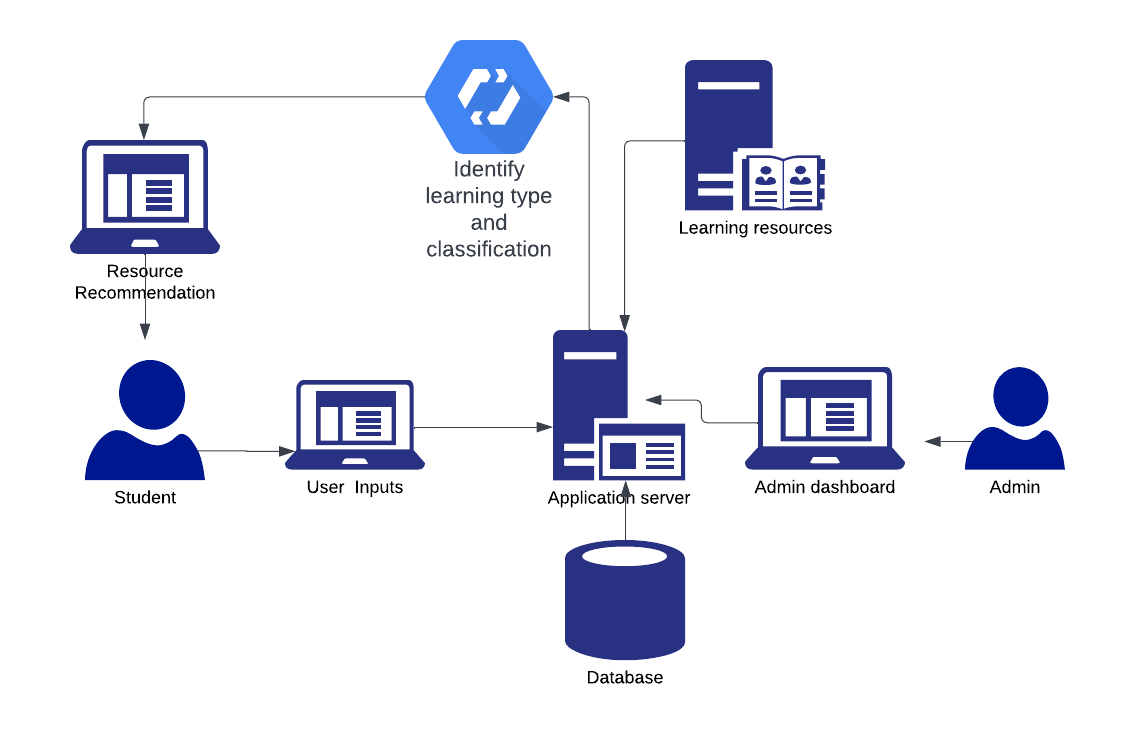 Identify
learning type
and
classification
Learning resources
Resource
Recommendation
Student
User  Inputs
Application server
Admin dashboard
Admin
Database